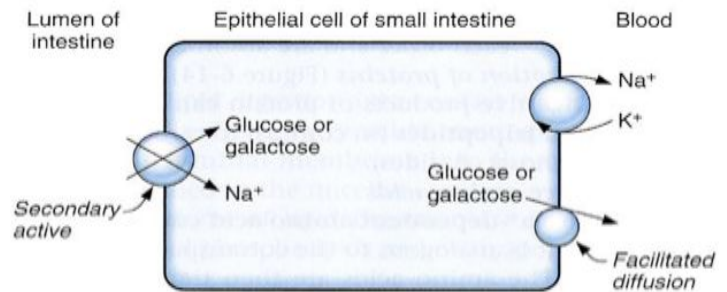 Lumen of
intestine
Epithelial cell of small intestine
Blood
Na⁺
K⁺
Glucose or
galactose
Na⁺
Secondary
active
Glucose or
galactose
Facilitated
diffusion